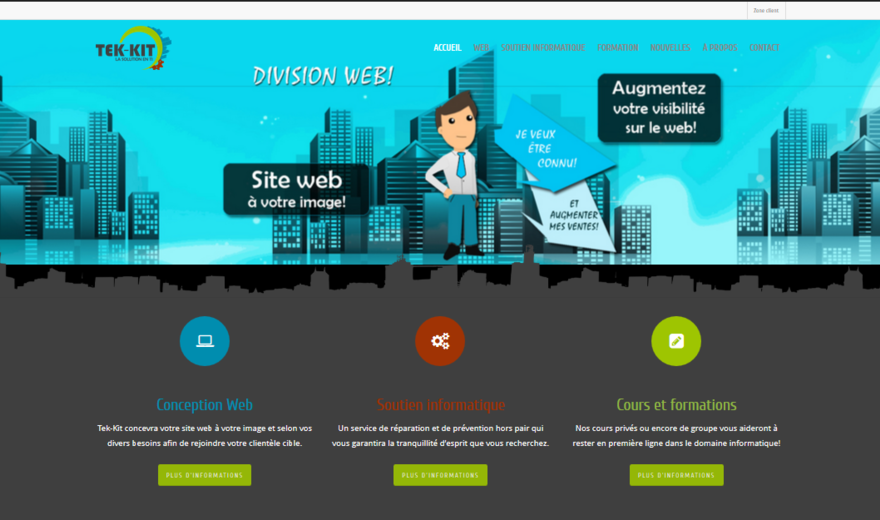 Zone client
TEK-KIT
LA SOLUTION EN TI
ACCUEIL WEB SOUTIEN INFORMATIQUE FORMATION NOUVELLES À PROPOS CONTACT
DIVISION WEB!
Augmentez
votre visibilité
sur le web!
JE VEUX
ÊTRE
CONNU!
Site web
à votre image!
ET
AUGMENTER
MES VENTES!
Conception Web
Tek-Kit concevra votre site web à votre image et selon vos
divers besoins afin de rejoindre votre clientèle cible.
PLUS D'INFORMATIONS
Soutien informatique
Un service de réparation et de prévention hors pair qui
vous garantira la tranquillité d'esprit que vous recherchez.
PLUS D'INFORMATIONS
Cours et formations
Nos cours privés ou encore de groupe vous aideront à
rester en première ligne dans le domaine informatique!
PLUS D'INFORMATIONS